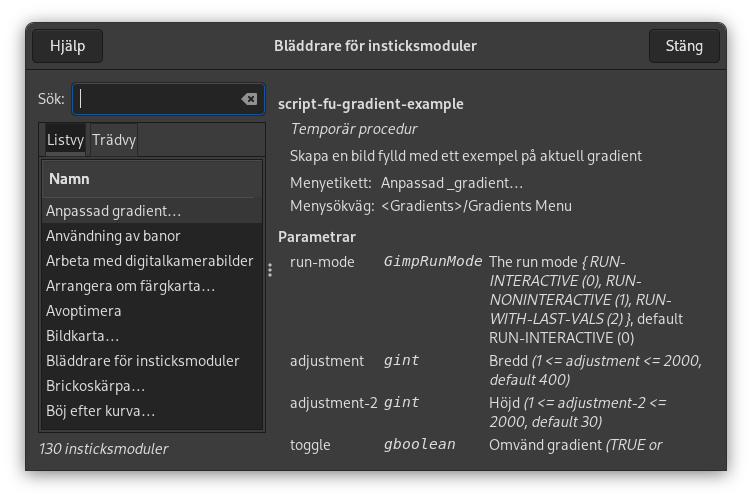 Hjälp
Bläddrare för insticksmoduler
Stäng
Sök:
Listvy
Trädvy
Namn
Anpassad gradient…
Användning av banor
Arbeta med digitalkamerabilder
Arrangera om färgkarta…
Avoptimera
Bildkarta…
Bläddrare för insticksmoduler
Brickoskärpa…
Böj efter kurva…
130 insticksmoduler
script-fu-gradient-example
Temporär procedur
Skapa en bild fylld med ett exempel på aktuell gradient
Menyetikett: Anpassad _gradient…
Menysökväg: <Gradients>/Gradients Menu
Parametrar
run-mode GimpRunMode The run mode { RUN-
INTERACTIVE (0), RUN-
NONINTERACTIVE (1), RUN-
WITH-LAST-VALS (2) }, default
RUN-INTERACTIVE (0)
adjustment gint Bredd (1 <= adjustment <= 2000,
default 400)
adjustment-2 gint Höjd (1 <= adjustment-2 <=
2000, default 30)
toggle gboolean Omvänd gradient (TRUE or